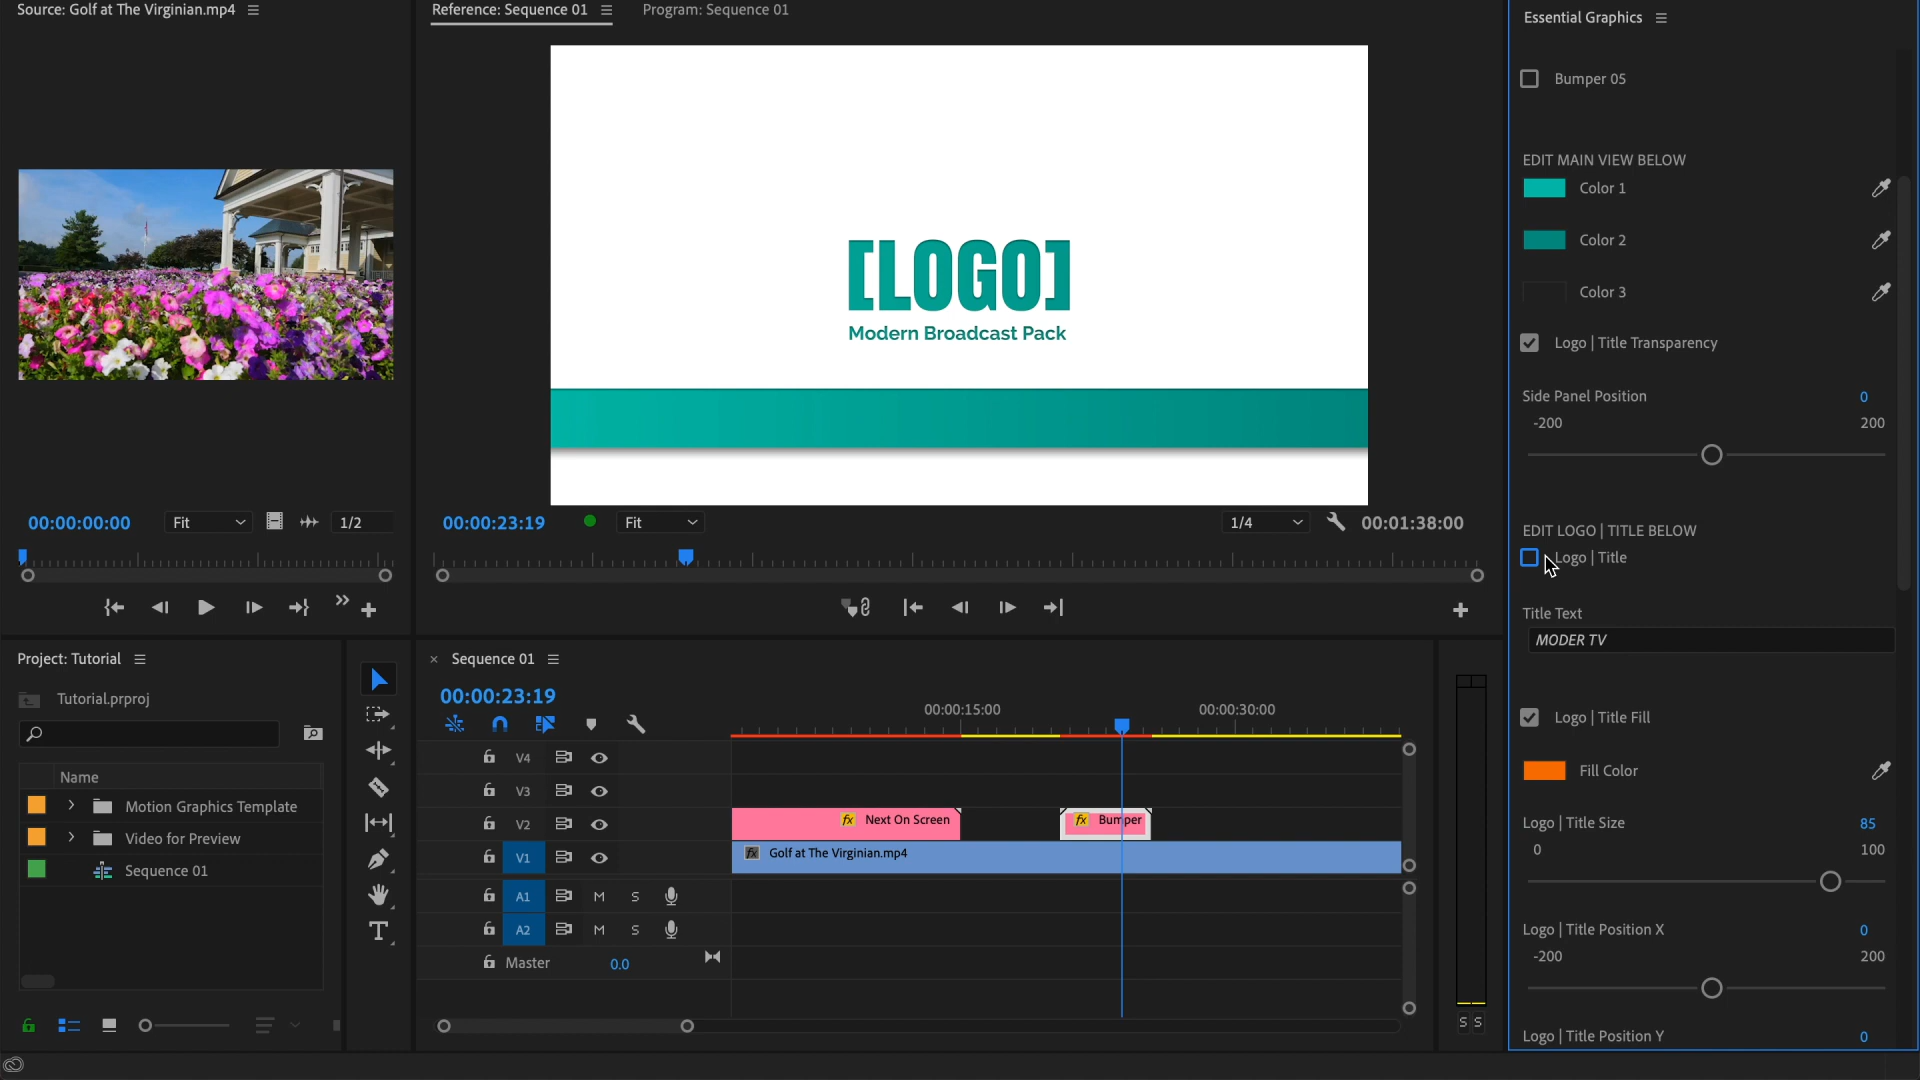 Source: Golf at The Virginian.mp4
Reference: Sequence 01
Program: Sequence 01
[LOGO]
Modern Broadcast Pack
00:00:00:00
Fit
1/2
00:00:23:19
Fit
1/4
00:01:38:00
Project: Tutorial
Tutorial.prproj
Name
Motion Graphics Template
Video for Preview
Sequence 01
T
× Sequence 01
00:00:23:19
00:00:15:00
00:00:30:00
V4
V3
V2
fx Next On Screen
fx Bumper
V1
fx Golf at The Virginian.mp4
A1 M S
A2 M S
Master 0.0
S S
Essential Graphics
Bumper 05
EDIT MAIN VIEW BELOW
Color 1
Color 2
Color 3
Logo | Title Transparency
Side Panel Position 0
-200 200
EDIT LOGO | TITLE BELOW
Logo | Title
Title Text
MODER TV
Logo | Title Fill
Fill Color
Logo | Title Size 85
0 100
Logo | Title Position X 0
-200 200
Logo | Title Position Y 0